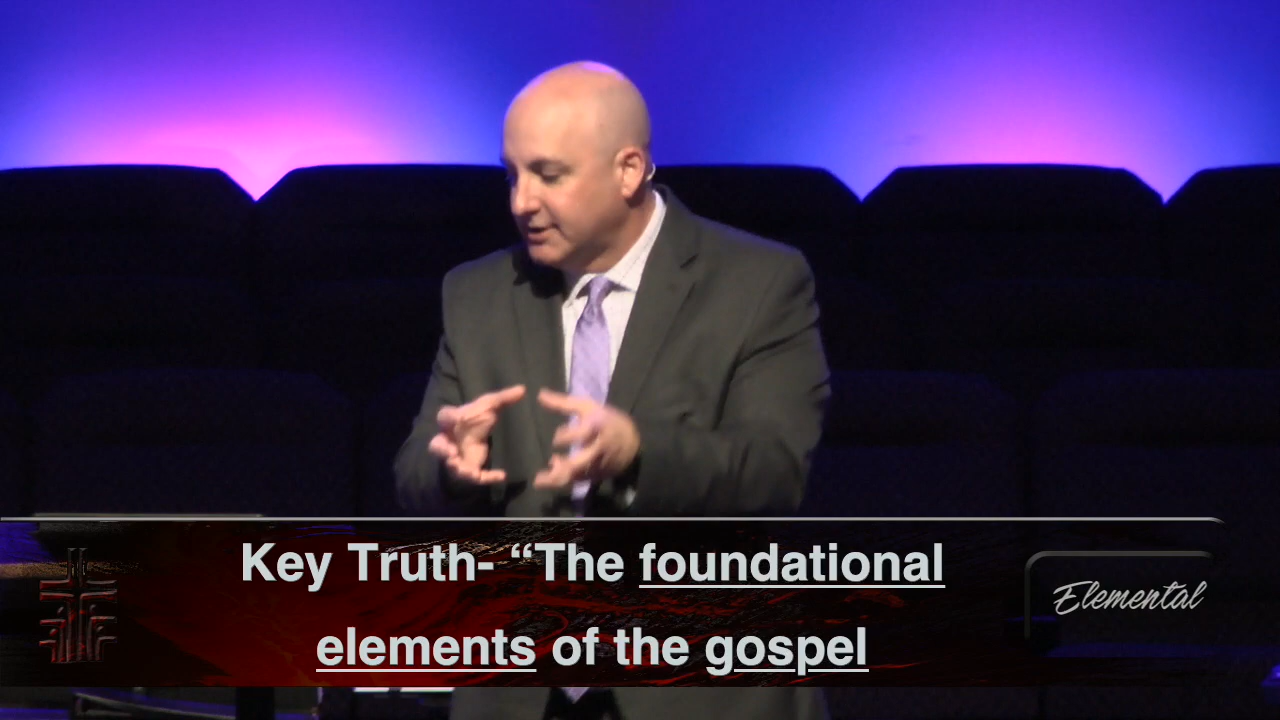 Key Truth- “The foundational
elements of the gospel
Elemental